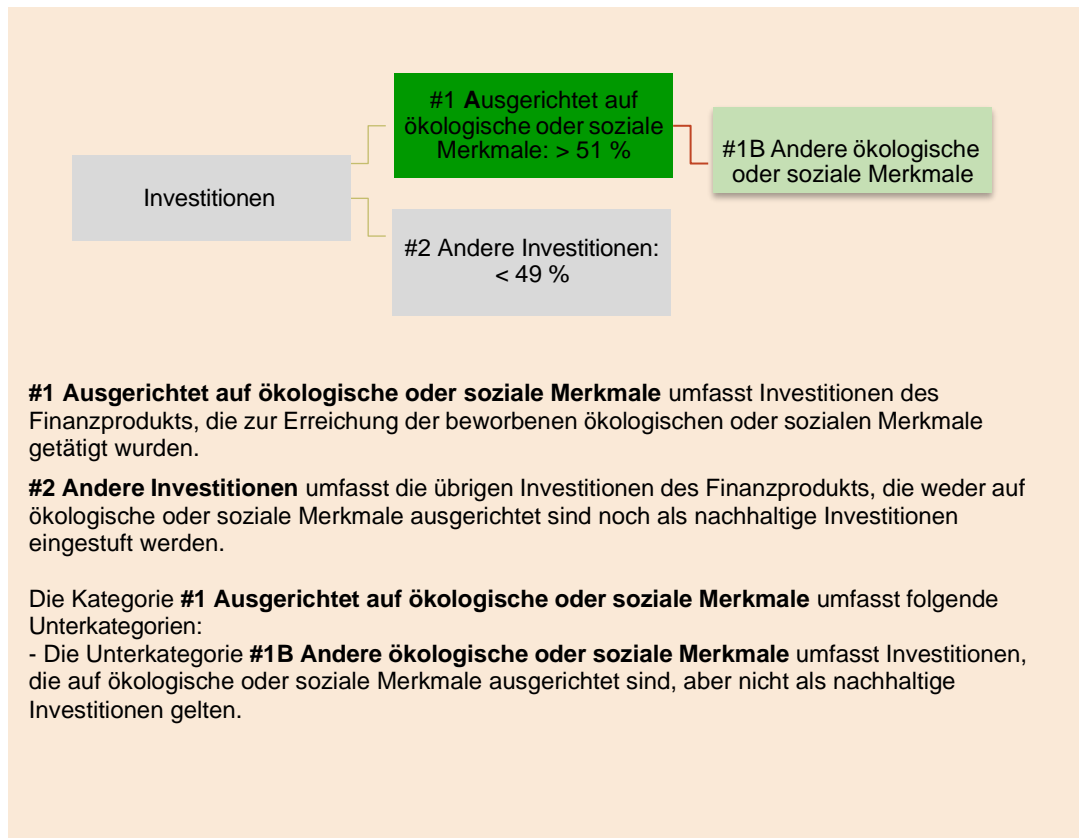 #1 Ausgerichtet auf
ökologische oder soziale
Merkmale: > 51 %
#1B Andere ökologische
oder soziale Merkmale
Investitionen
#2 Andere Investitionen:
< 49 %
#1 Ausgerichtet auf ökologische oder soziale Merkmale umfasst Investitionen des
Finanzprodukts, die zur Erreichung der beworbenen ökologischen oder sozialen Merkmale
getätigt wurden.
#2 Andere Investitionen umfasst die übrigen Investitionen des Finanzprodukts, die weder auf
ökologische oder soziale Merkmale ausgerichtet sind noch als nachhaltige Investitionen
eingestuft werden.
Die Kategorie #1 Ausgerichtet auf ökologische oder soziale Merkmale umfasst folgende
Unterkategorien:
- Die Unterkategorie #1B Andere ökologische oder soziale Merkmale umfasst Investitionen,
die auf ökologische oder soziale Merkmale ausgerichtet sind, aber nicht als nachhaltige
Investitionen gelten.